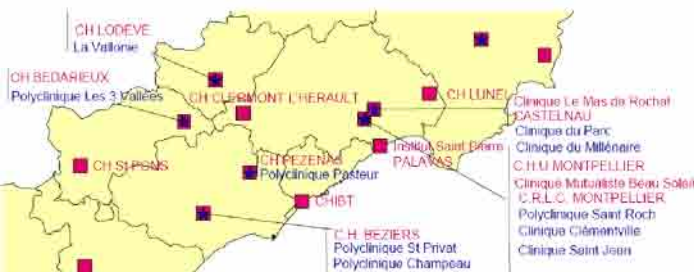 CH LODEVE
La Vallonie
CH BEDARIEUX
Polyclinique Les 3 Vallées
CH CLERMONT L'HERAULT
CH LUNEL
Clinique Le Mas de Rochet
CASTELNAU
Clinique du Parc
Clinique du Millénaire
Institut Saint Pierre
PALAVAS
CH St PONS
CH PEZENAS
Polyclinique Pasteur
C.H.U MONTPELLIER
Clinique Mutualiste Beau Soleil
C.R.L.C. MONTPELLIER
Polyclinique Saint Roch
Clinique Clémentville
Clinique Saint Jean
CHIBT
C.H. BEZIERS
Polyclinique St Privat
Polyclinique Champeau